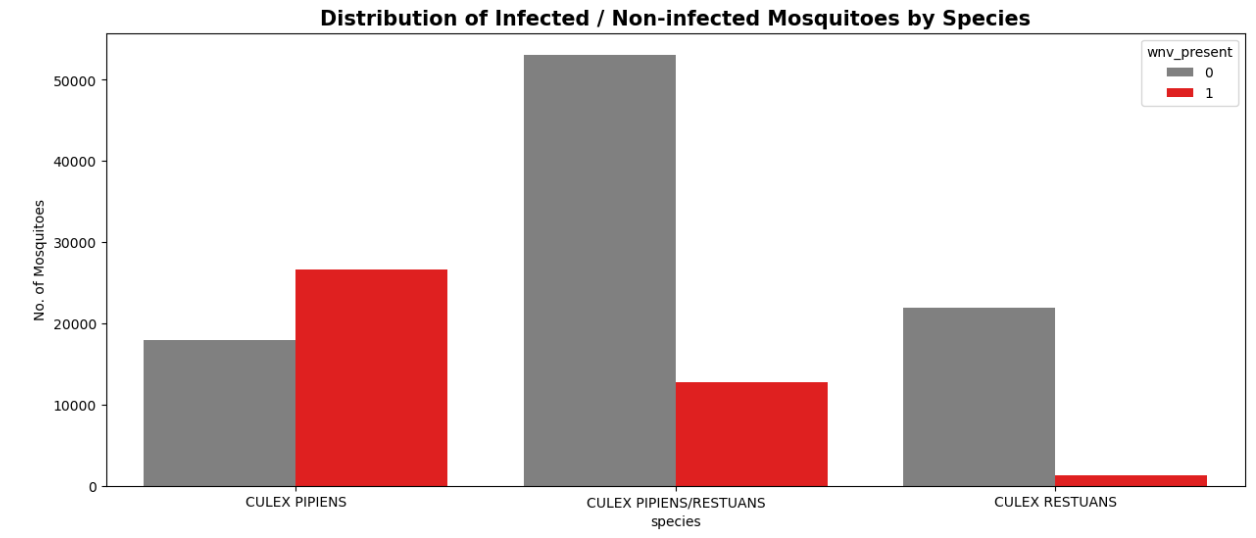 Distribution of Infected / Non-infected Mosquitoes by Species
wnv_present
0
1
No. of Mosquitoes
50000
40000
30000
20000
10000
0
CULEX PIPIENS
CULEX PIPIENS/RESTUANS
CULEX RESTUANS
species